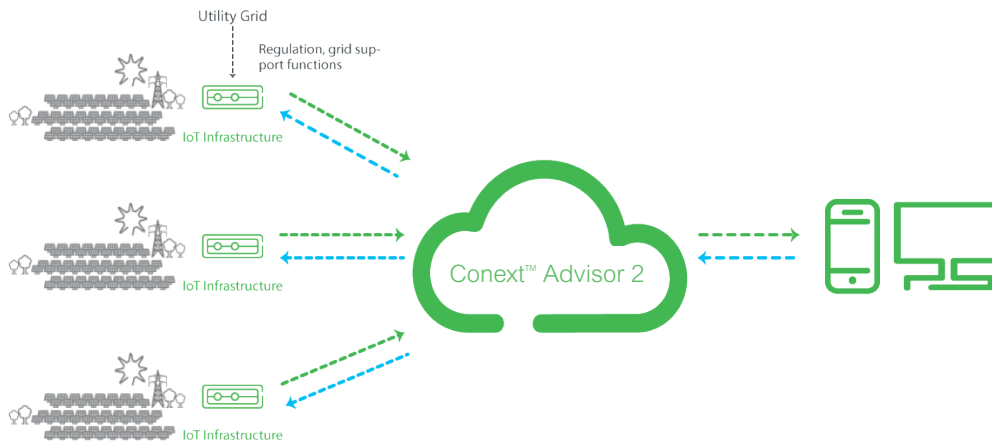 Utility Grid
Regulation, grid sup-
port functions
IoT Infrastructure
Conext™ Advisor 2
IoT Infrastructure
IoT Infrastructure